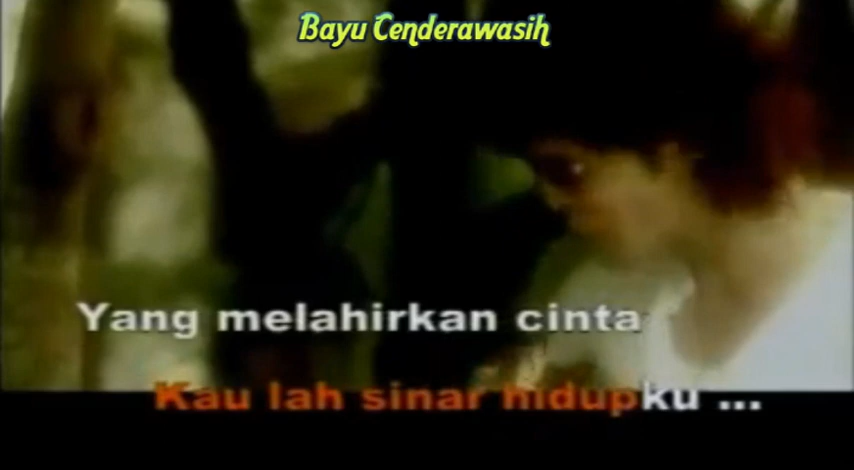 Bayu Cenderawasih
Yang melahirkan cinta
Kau lah sinar hidupku ...